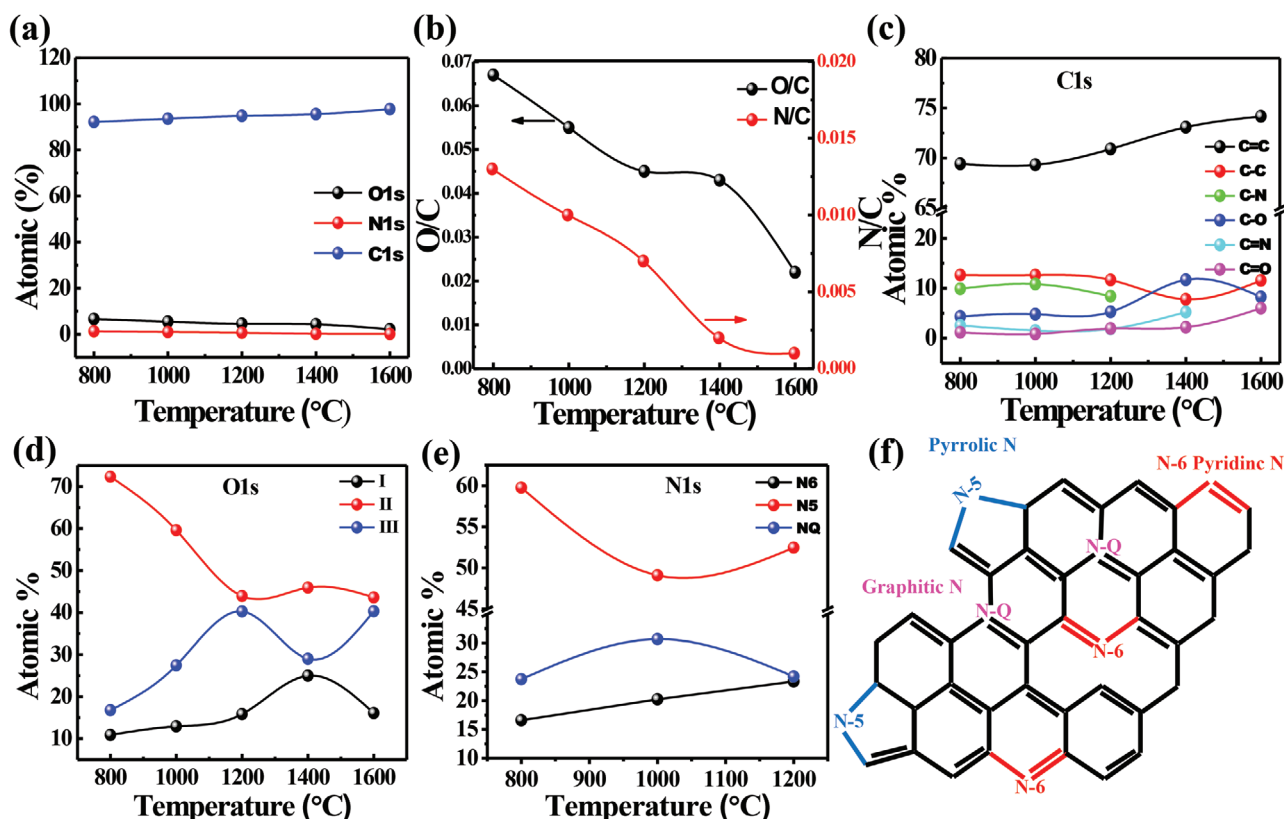 (a)
120
100
80
60
40
20
0
Atomic (%)
O1s
N1s
C1s
800 1000 1200 1400 1600
Temperature (°C)
(b)
0.07
0.06
0.05
0.04
0.03
0.02
0.01
0.00
O/C
O/C
N/C
0.020
0.015
0.010
0.005
0.000
N/C
800 1000 1200 1400 1600
Temperature (°C)
(c)
C1s
80
75
70
65
20
10
0
Atomic %
C=C
C-C
C-N
C-O
C=N
C=O
800 1000 1200 1400 1600
Temperature (°C)
(d)
O1s
70
60
50
40
30
20
10
Atomic %
I
II
III
800 1000 1200 1400 1600
Temperature (°C)
(e)
N1s
60
55
50
45
30
25
20
15
10
Atomic %
N6
N5
NQ
800 900 1000 1100 1200
Temperature (°C)
(f)
Pyrrolic N
N-6 Pyridinc N
N-5
N-Q
Graphitic N
N-Q
N-6
N-5
N-6